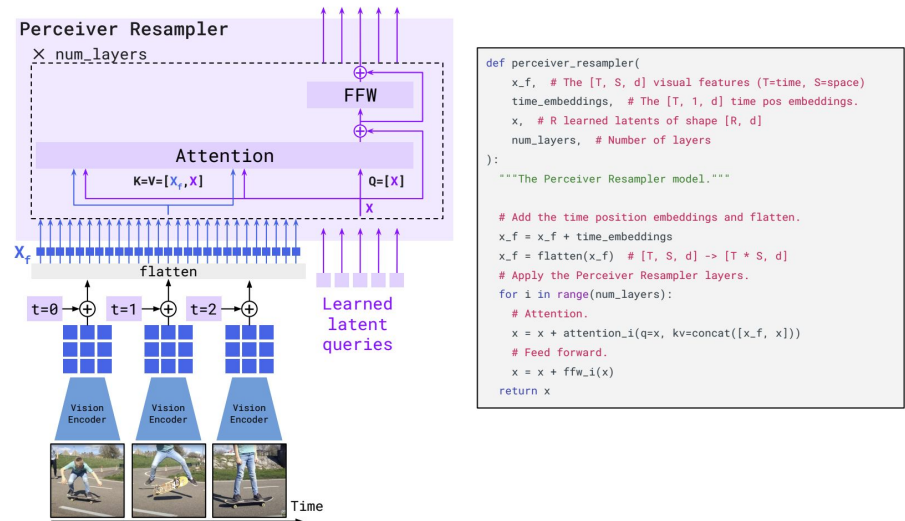 Perceiver Resampler
× num_layers
FFW
Attention
K=V=[Xf,X]
Q=[X]
X
Xf
flatten
t=0
t=1
t=2
Learned
latent
queries
Vision
Encoder
Vision
Encoder
Vision
Encoder
Time
def perceiver_resampler(
    x_f,  # The [T, S, d] visual features (T=time, S=space)
    time_embeddings,  # The [T, 1, d] time pos embeddings.
    x,  # R learned latents of shape [R, d]
    num_layers,  # Number of layers
):
  """The Perceiver Resampler model."""
  # Add the time position embeddings and flatten.
  x_f = x_f + time_embeddings
  x_f = flatten(x_f)  # [T, S, d] -> [T * S, d]
  # Apply the Perceiver Resampler layers.
  for i in range(num_layers):
    # Attention.
    x = x + attention_i(q=x, kv=concat([x_f, x]))
    # Feed forward.
    x = x + ffw_i(x)
  return x